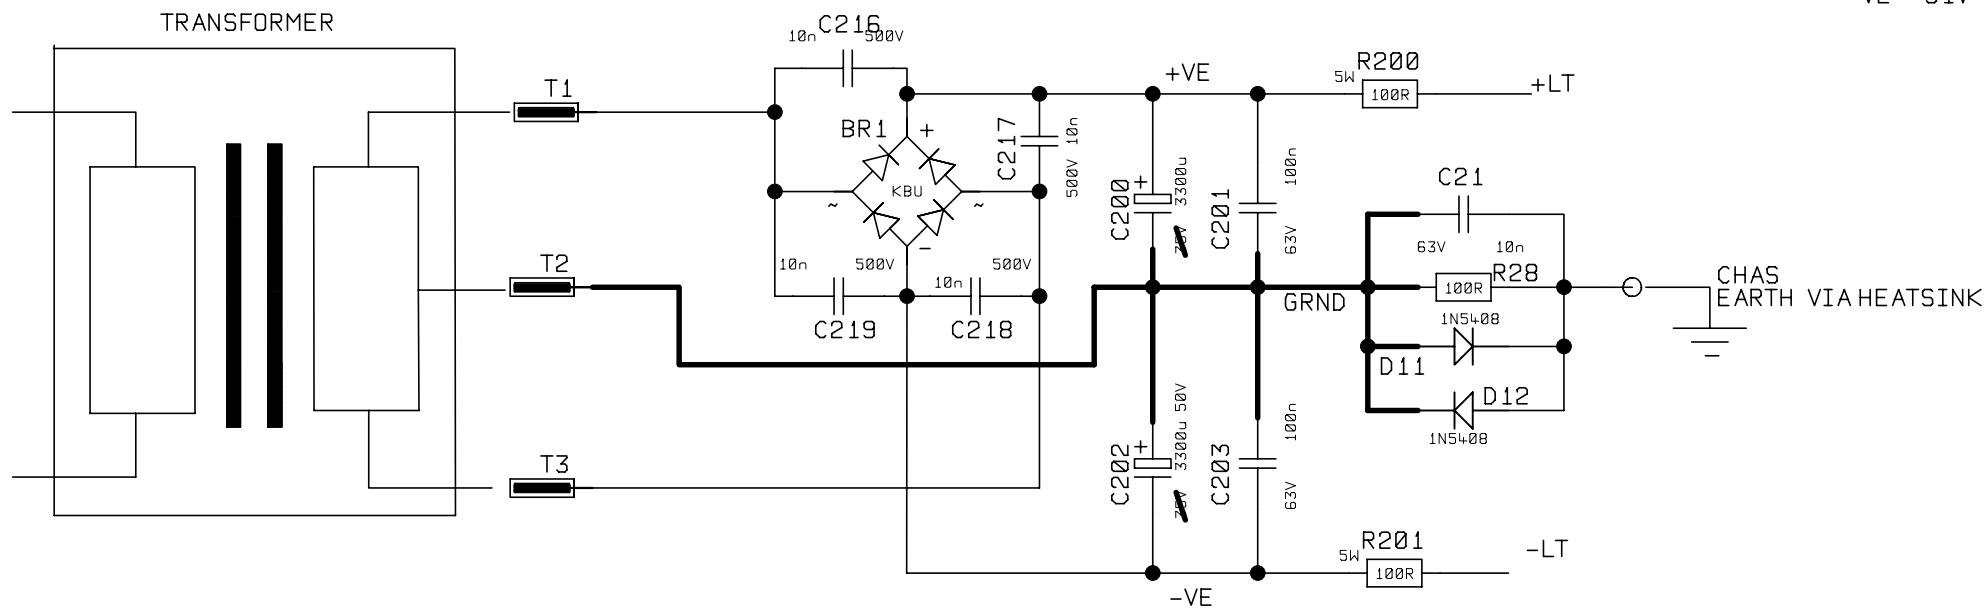 TRANSFORMER
C216
10n 500V
T1
BR1
+
KBU
~ ~
-
C217
10n
500V
+VE
R200
5W
100R
+LT
C200
+
3300u
35V
C201
100n
63V
C21
63V 10n
T2
10n 500V
C219
10n 500V
C218
GRND
R28
100R
CHAS
EARTH VIA HEATSINK
1N5408
D11
D12
1N5408
T3
C202
+
3300u 50V
35V
C203
100n
63V
R201
5W
100R
-LT
-VE